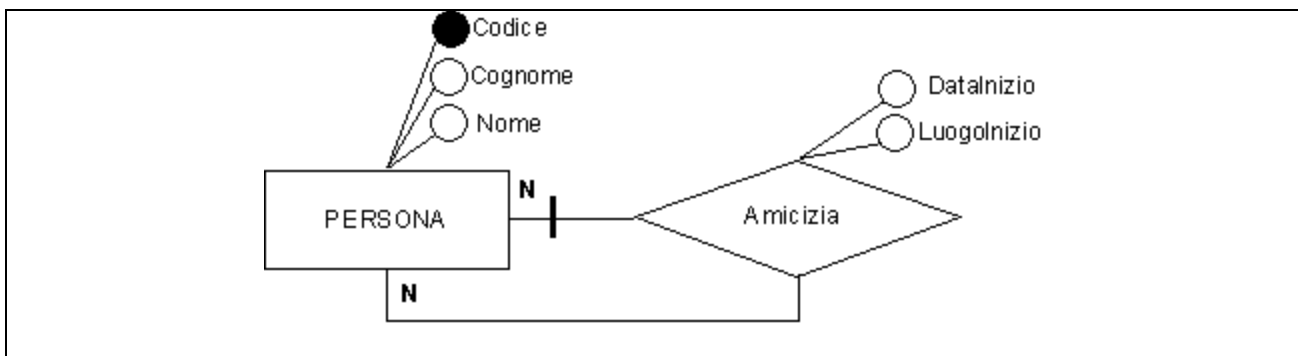 Codice
Cognome
Nome
DataInizio
LuogoInizio
PERSONA
N
Amicizia
N